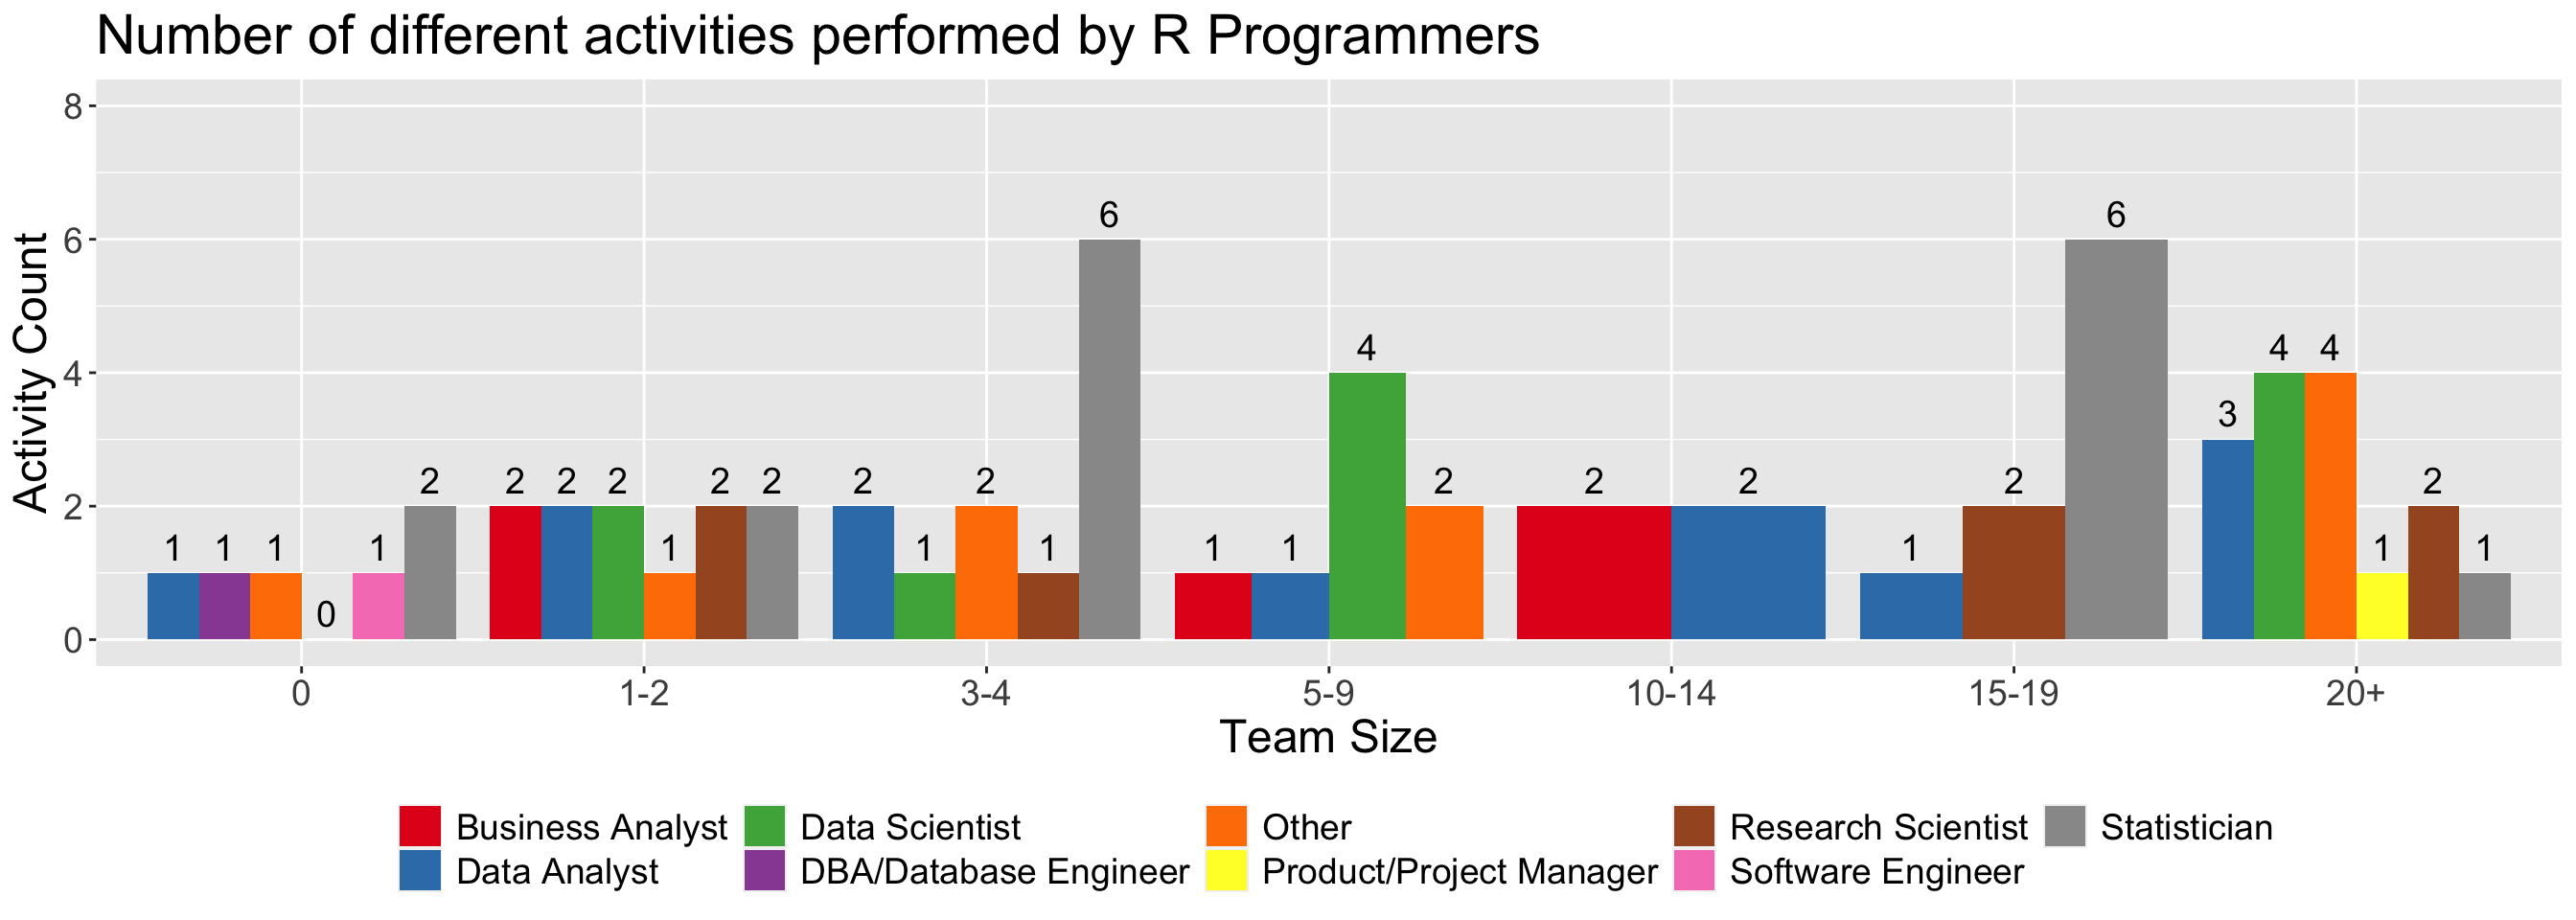 Number of different activities performed by R Programmers
Activity Count
8
6
4
2
0
1 1 1 0 1 2
2 2 2 1 2 2
2 1 2 1 6
1 1 4 2
2 2
1 2 6
3 4 4 1 2 1
0 1-2 3-4 5-9 10-14 15-19 20+
Team Size
Business Analyst Data Scientist Other Research Scientist Statistician
Data Analyst DBA/Database Engineer Product/Project Manager Software Engineer